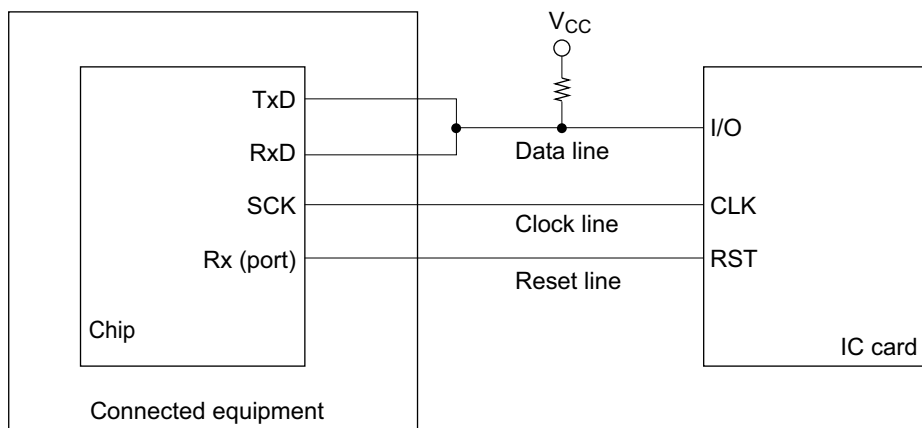 VCC
TxD
I/O
RxD
Data line
SCK
CLK
Clock line
Rx (port)
RST
Reset line
Chip
IC card
Connected equipment